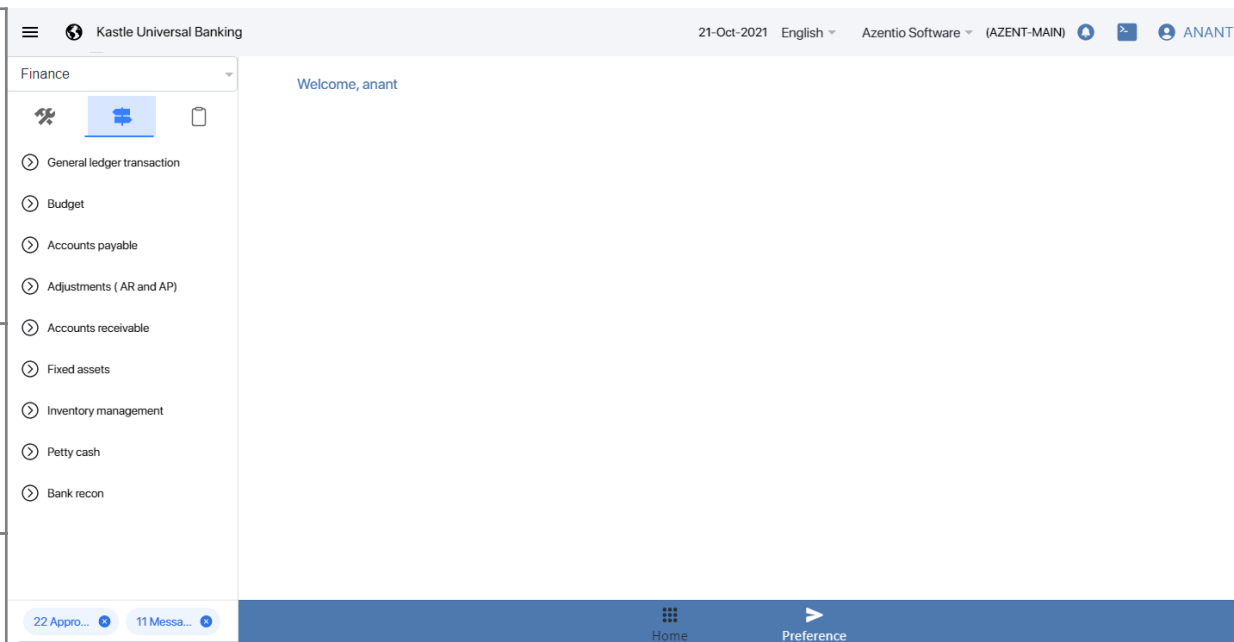 Kastle Universal Banking 21-Oct-2021 English Azentio Software (AZENT-MAIN) ANANT
Finance
Welcome, anant
General ledger transaction
Budget
Accounts payable
Adjustments ( AR and AP)
Accounts receivable
Fixed assets
Inventory management
Petty cash
Bank recon
22 Appro... 11 Messa...
Home Preference